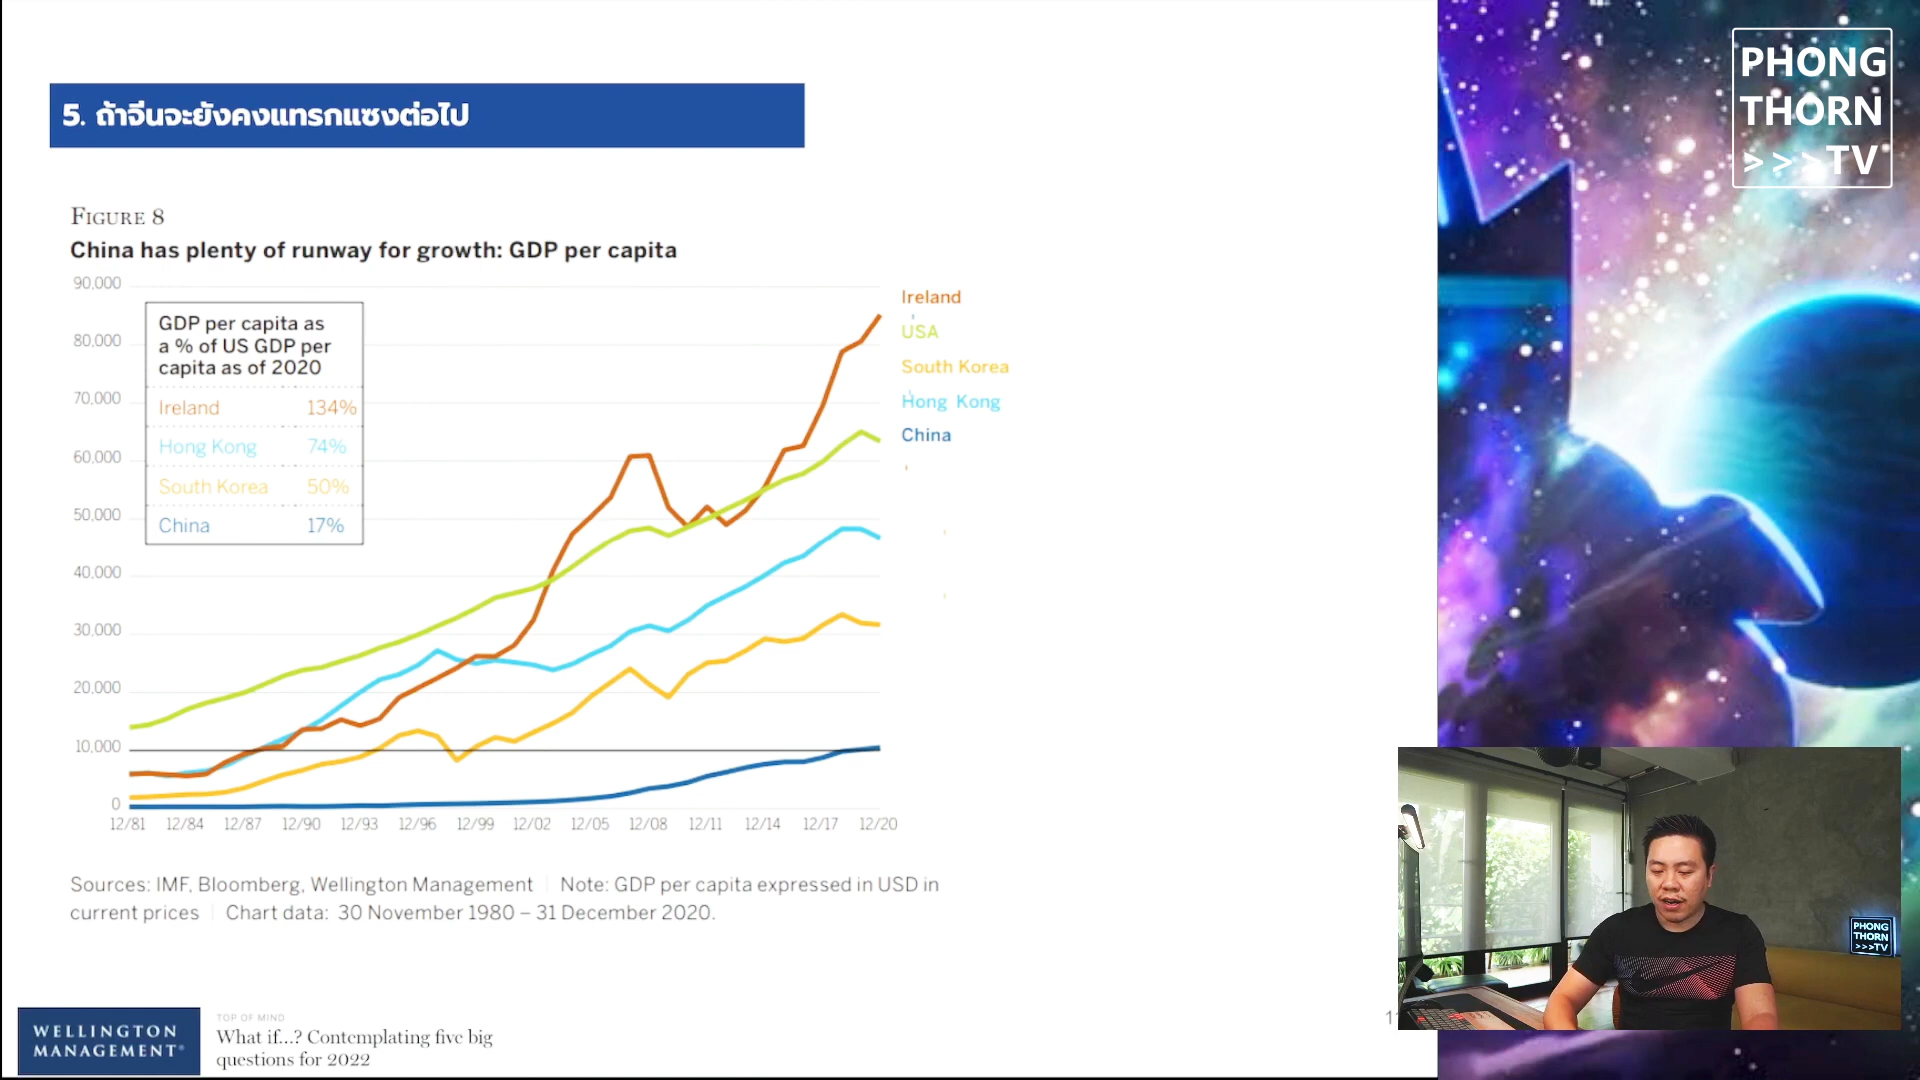 5. ถ้าจีนจะยังคงแทรกแซงต่อไป
FIGURE 8
China has plenty of runway for growth: GDP per capita
90,000
80,000
70,000
60,000
50,000
40,000
30,000
20,000
10,000
0
GDP per capita as
a % of US GDP per
capita as of 2020
Ireland 134%
Hong Kong 74%
South Korea 50%
China 17%
Ireland
USA
South Korea
Hong Kong
China
12/81 12/84 12/87 12/90 12/93 12/96 12/99 12/02 12/05 12/08 12/11 12/14 12/17 12/20
Sources: IMF, Bloomberg, Wellington Management | Note: GDP per capita expressed in USD in
current prices | Chart data: 30 November 1980 – 31 December 2020.
WELLINGTON
MANAGEMENT®
TOP OF MIND
What if...? Contemplating five big
questions for 2022
PHONG
THORN
>>>TV
PHONG
THORN
>>>TV